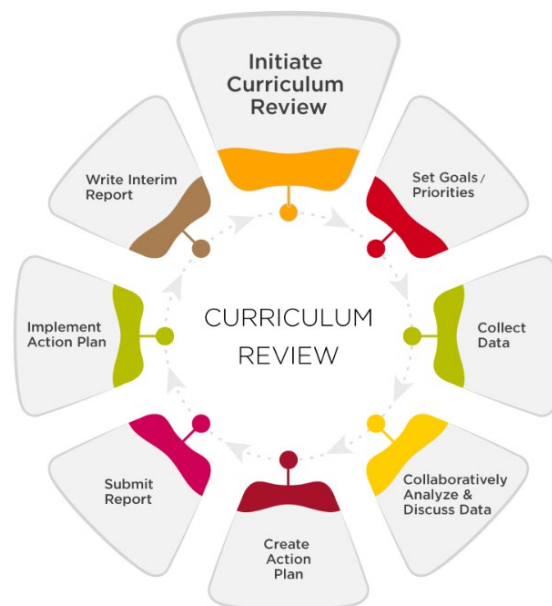 Initiate
Curriculum
Review
Set Goals/
Priorities
Collect
Data
Collaboratively
Analyze &
Discuss Data
Create
Action
Plan
Submit
Report
Implement
Action Plan
Write Interim
Report
CURRICULUM
REVIEW